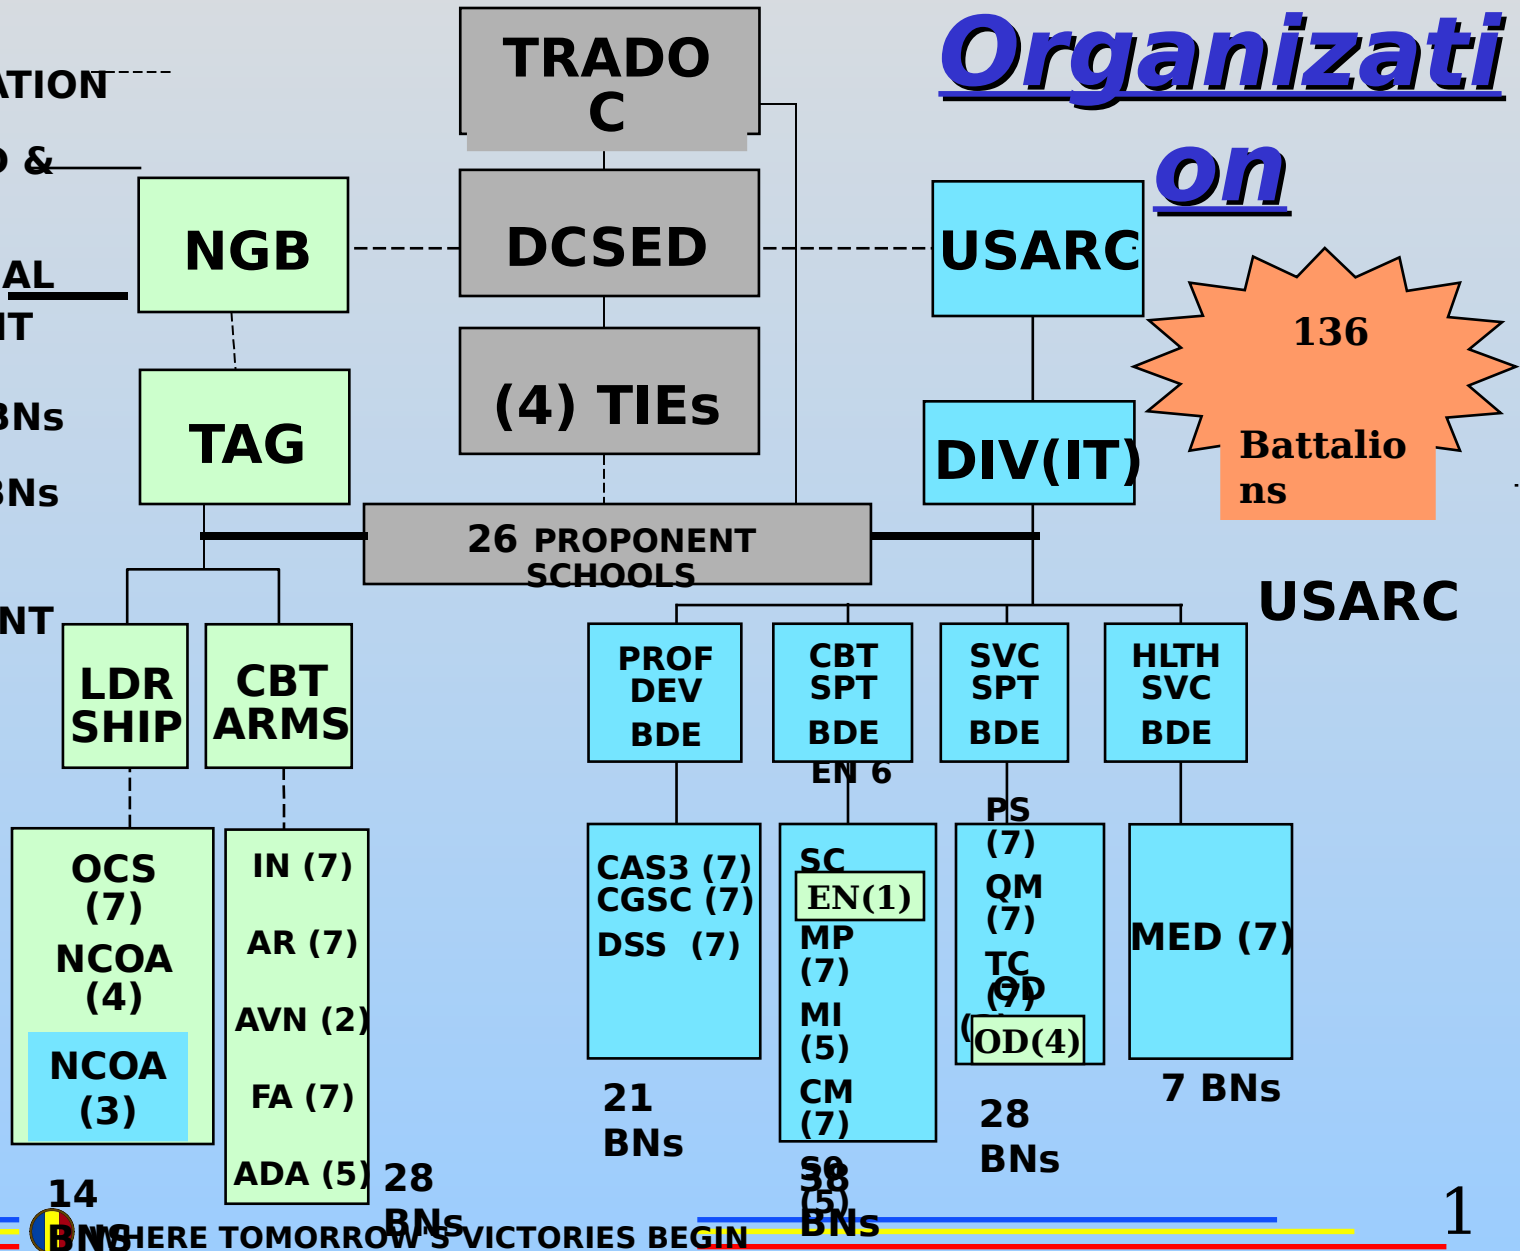 Organizati
on
TRADO
C
ATION
&
NGB
DCSED
USARC
AL
IT
136
Battalio
ns
(4) TIEs
BNs
TAG
DIV(IT)
BNs
26 PROPONENT
SCHOOLS
USARC
NT
LDR
SHIP
CBT
ARMS
PROF
DEV
BDE
CBT
SPT
BDE
EN 6
SVC
SPT
BDE
HLTH
SVC
BDE
OCS
(7)
NCOA
(4)
NCOA
(3)
IN (7)
AR (7)
AVN (2)
FA (7)
ADA (5)
CAS3 (7)
CGSC (7)
DSS (7)
SC
EN(1)
MP
(7)
MI
(5)
CM
(7)
(5)
PS
(7)
QM
(7)
TC
(7)
OD
OD(4)
MED (7)
14
BNS
28
BNs
21
BNs
38
BNs
28
BNs
7 BNs
WHERE TOMORROW'S VICTORIES BEGIN
1